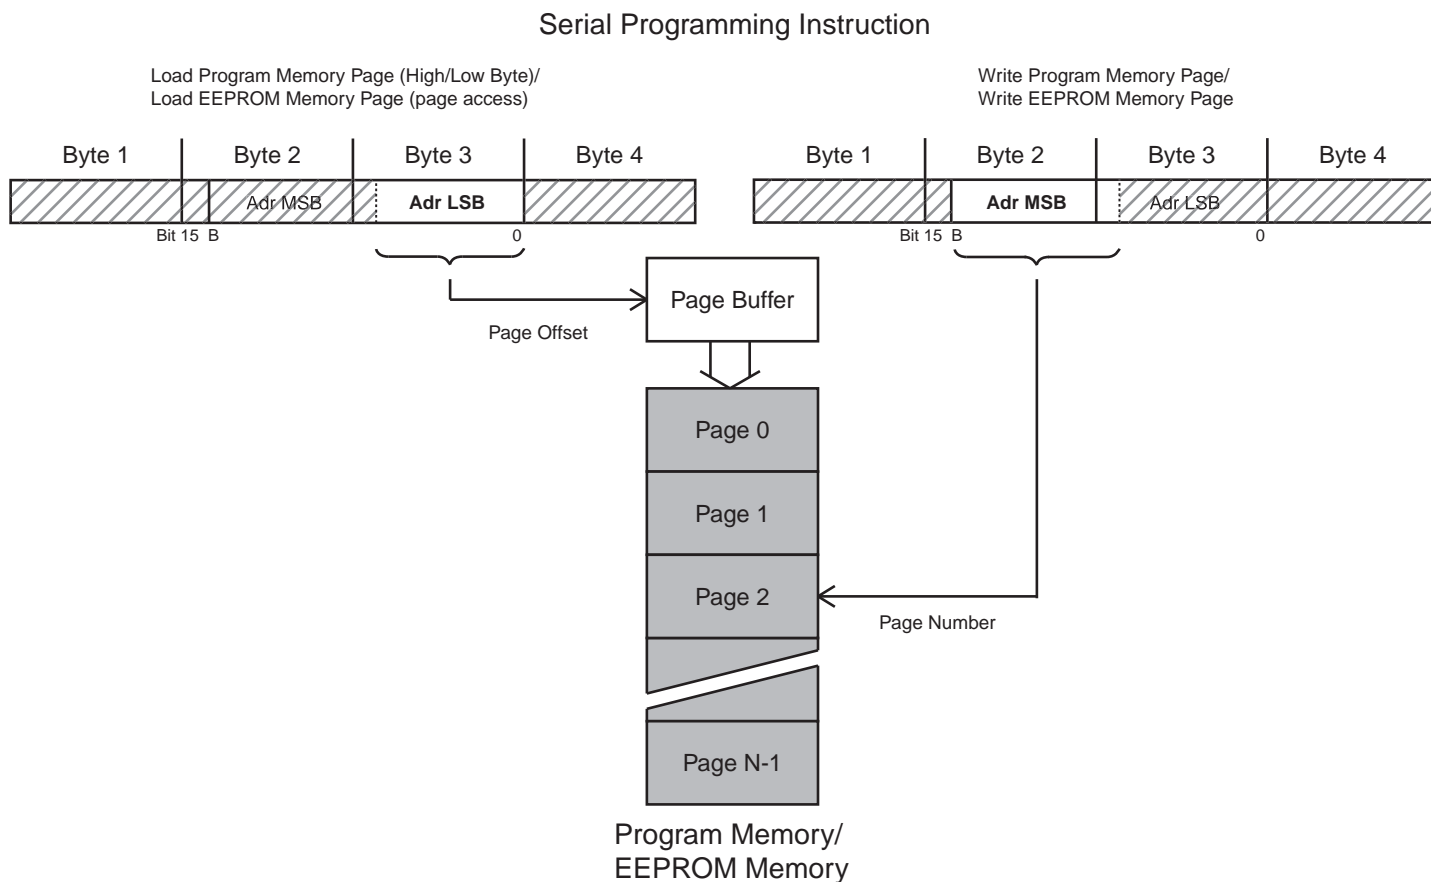 Serial Programming Instruction
Load Program Memory Page (High/Low Byte)/
Load EEPROM Memory Page (page access)
Write Program Memory Page/
Write EEPROM Memory Page
Byte 1 Byte 2 Byte 3 Byte 4
Byte 1 Byte 2 Byte 3 Byte 4
Adr MSB Adr LSB
Adr MSB Adr LSB
Bit 15 B 0
Bit 15 B 0
Page Buffer
Page Offset
Page 0
Page 1
Page 2
Page Number
Page N-1
Program Memory/
EEPROM Memory